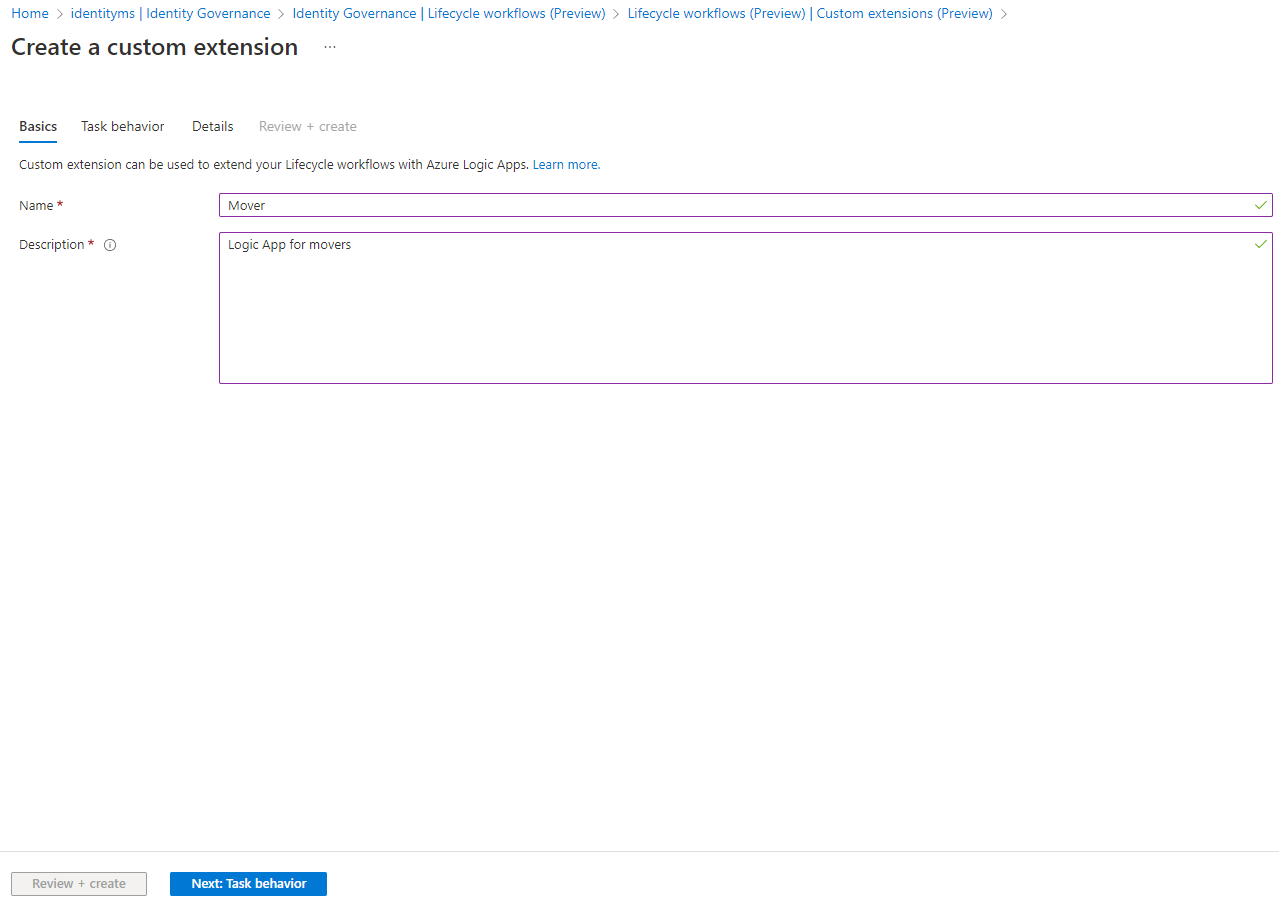 Home > identityms | Identity Governance > Identity Governance | Lifecycle workflows (Preview) > Lifecycle workflows (Preview) | Custom extensions (Preview) >
Create a custom extension ...
Basics Task behavior Details Review + create
Custom extension can be used to extend your Lifecycle workflows with Azure Logic Apps. Learn more.
Name * Mover
Description * Logic App for movers
Review + create Next: Task behavior